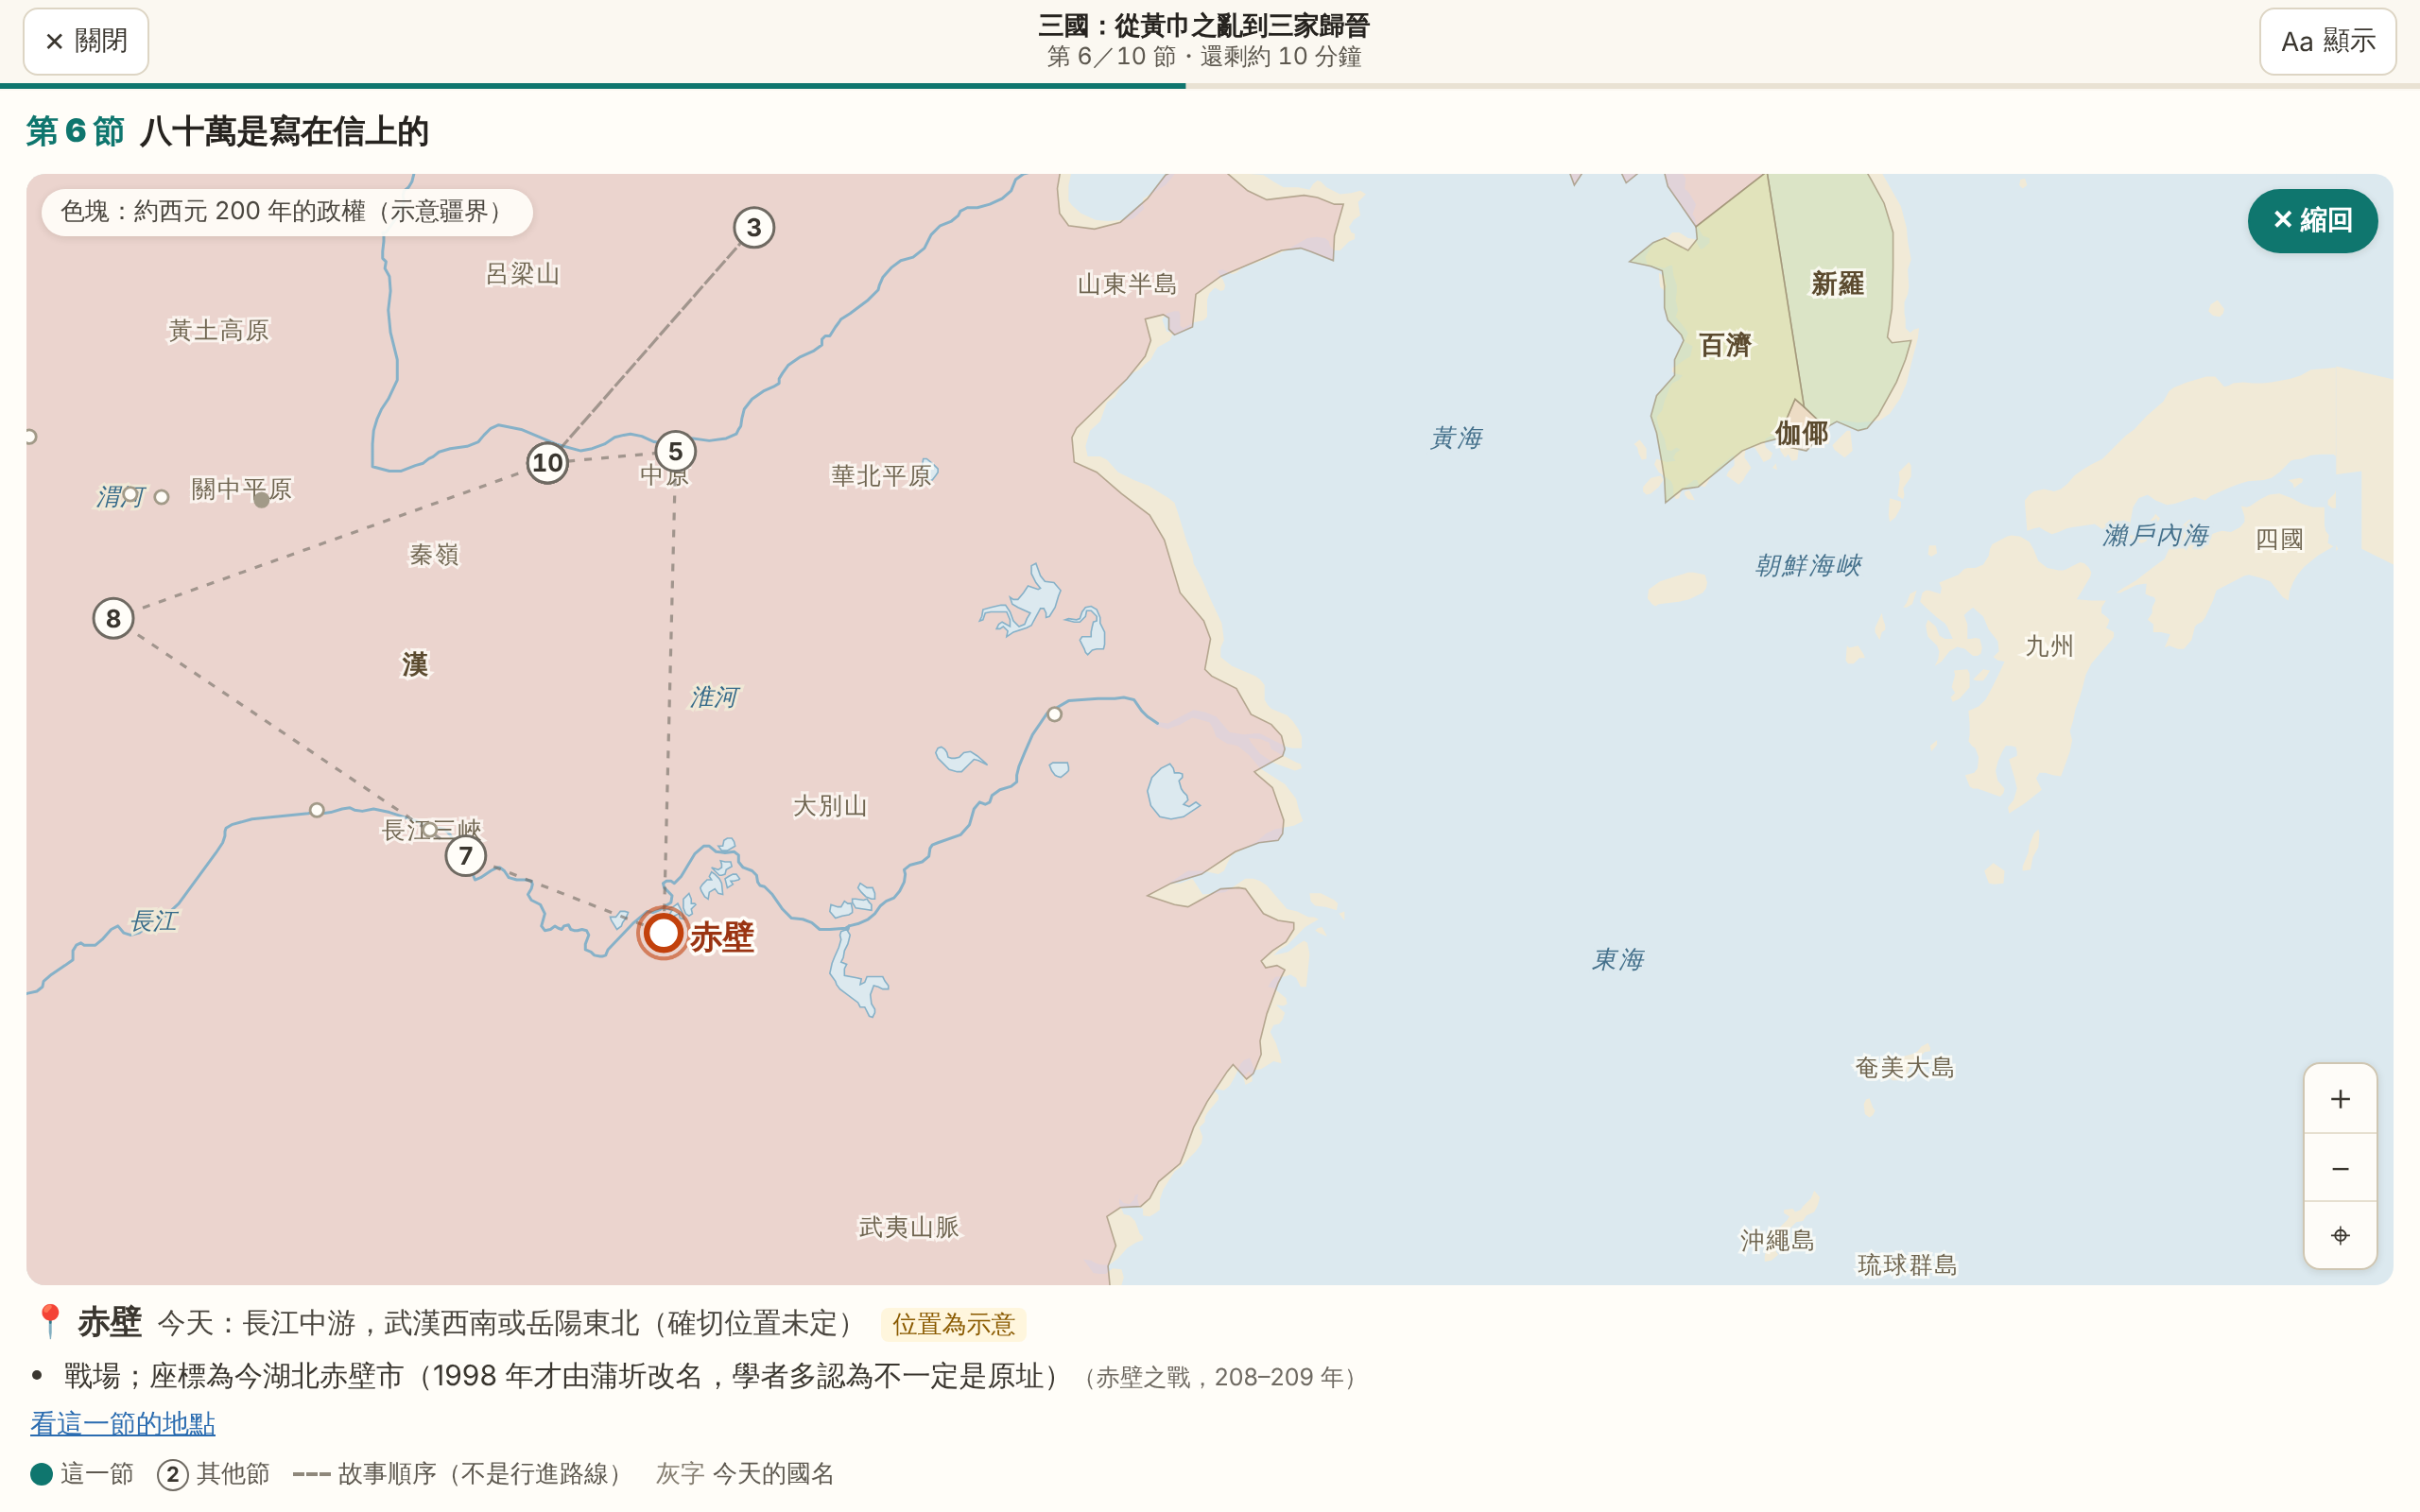 ✕ 關閉
三國：從黃巾之亂到三家歸晉
第 6／10 節・還剩約 10 分鐘
Aa 顯示
第 6 節 八十萬是寫在信上的
色塊：約西元 200 年的政權（示意疆界）
✕ 縮回
3
呂梁山
山東半島
新羅
黃土高原
百濟
伽倻
黃海
10
5
中原
華北平原
渭河
關中平原
秦嶺
瀨戶內海
四國
朝鮮海峽
8
九州
漢
淮河
大別山
長江三峽
7
長江
赤壁
東海
奄美大島
武夷山脈
沖繩島
琉球群島
+
−
⌖
📍 赤壁 今天：長江中游，武漢西南或岳陽東北（確切位置未定） 位置為示意
• 戰場；座標為今湖北赤壁市（1998 年才由蒲圻改名，學者多認為不一定是原址）（赤壁之戰，208–209 年）
看這一節的地點
這一節 2 其他節 故事順序（不是行進路線） 灰字 今天的國名